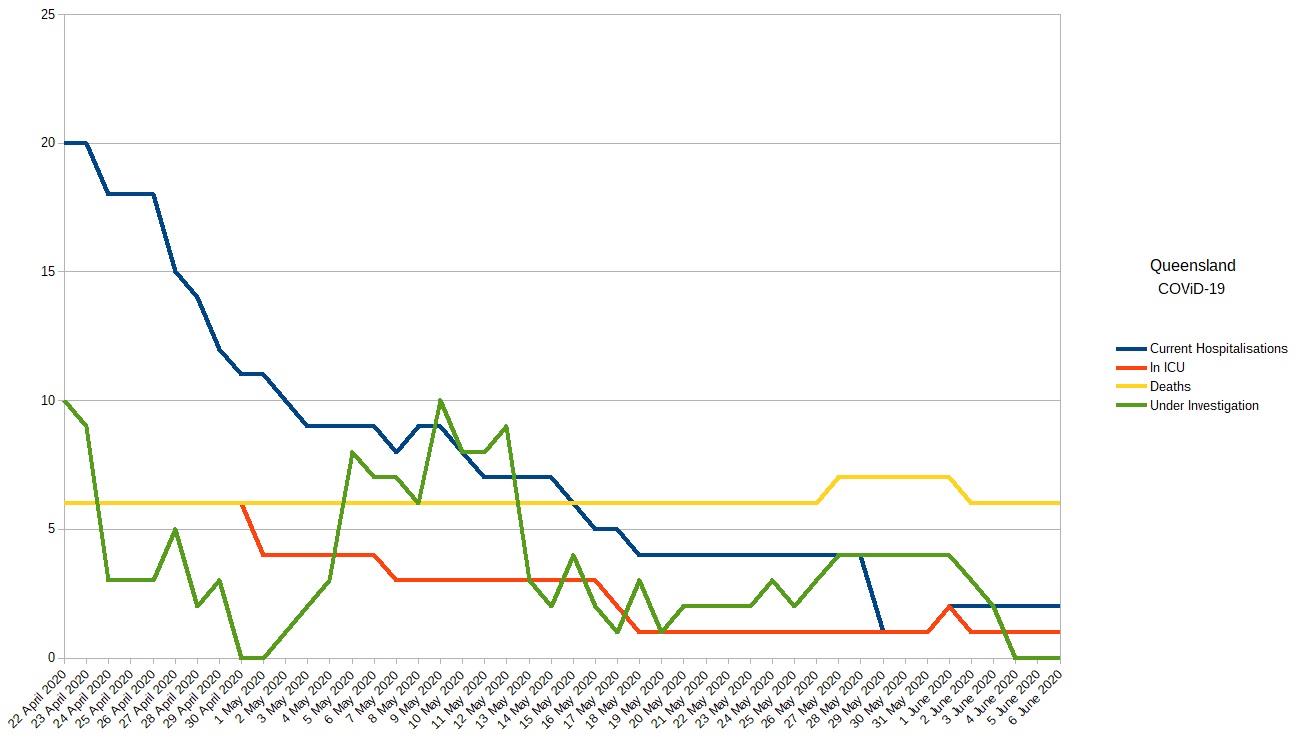 25
20
15
10
5
0
22 April 2020
23 April 2020
24 April 2020
25 April 2020
26 April 2020
27 April 2020
28 April 2020
29 April 2020
30 April 2020
1 May 2020
2 May 2020
3 May 2020
4 May 2020
5 May 2020
6 May 2020
7 May 2020
8 May 2020
9 May 2020
10 May 2020
11 May 2020
12 May 2020
13 May 2020
14 May 2020
15 May 2020
16 May 2020
17 May 2020
18 May 2020
19 May 2020
20 May 2020
21 May 2020
22 May 2020
23 May 2020
24 May 2020
25 May 2020
26 May 2020
27 May 2020
28 May 2020
29 May 2020
30 May 2020
31 May 2020
1 June 2020
2 June 2020
3 June 2020
4 June 2020
5 June 2020
6 June 2020
Queensland
COViD-19
Current Hospitalisations
In ICU
Deaths
Under Investigation